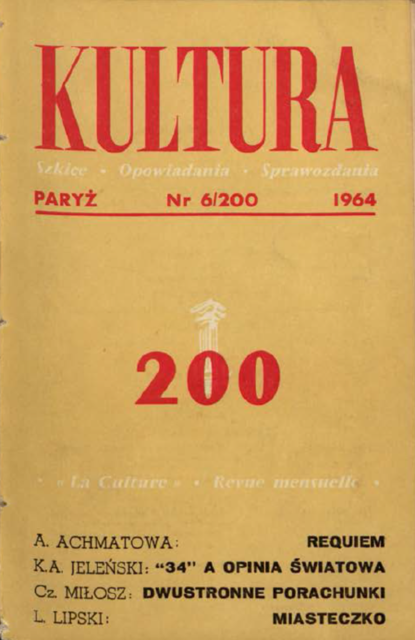 KULTURA
Szkice • Opowiadania • Sprawozdania
PARYŻ Nr 6/200 1964
200
• « La Culture » • Revue mensuelle •
A. ACHMATOWA: REQUIEM
K.A. JELEŃSKI: "34" A OPINIA ŚWIATOWA
Cz. MIŁOSZ: DWUSTRONNE PORACHUNKI
L. LIPSKI: MIASTECZKO